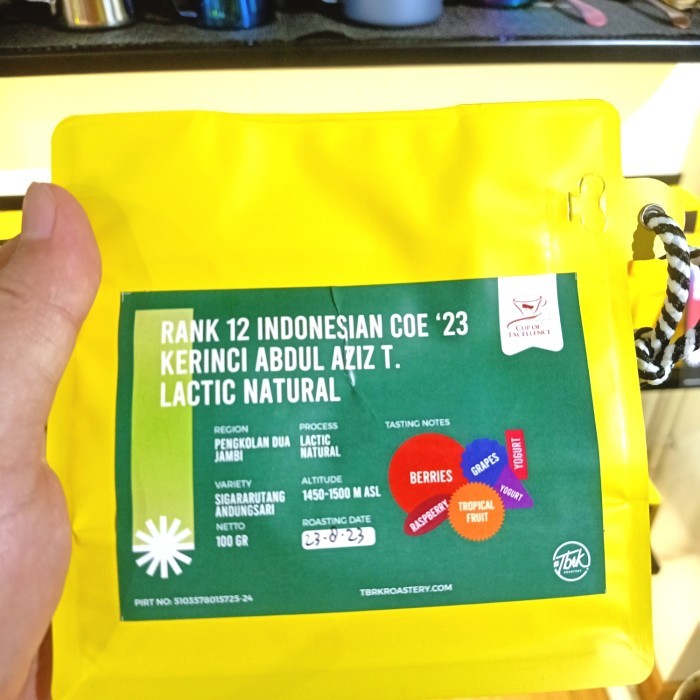 RANK 12 INDONESIAN COE ‘23
KERINCI ABDUL AZIZ T.
LACTIC NATURAL
CUP OF
EXCELLENCE
REGION
PENGKOLAN DUA
JAMBI
PROCESS
LACTIC
NATURAL
VARIETY
SIGARARUTANG
ANDUNGSARI
ALTITUDE
1450-1500 M ASL
NETTO
100 GR
ROASTING DATE
23-8-23
TASTING NOTES
BERRIES
GRAPES
YOGURT
YOGURT
RASPBERRY
TROPICAL
FRUIT
Tbrk
PIRT NO: 5103578015725-24
TBRKROASTERY.COM